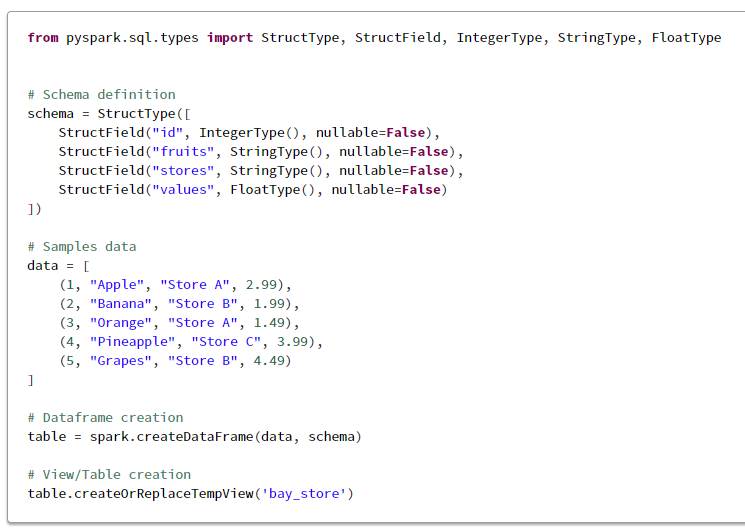 from pyspark.sql.types import StructType, StructField, IntegerType, StringType, FloatType
# Schema definition
schema = StructType([
    StructField("id", IntegerType(), nullable=False),
    StructField("fruits", StringType(), nullable=False),
    StructField("stores", StringType(), nullable=False),
    StructField("values", FloatType(), nullable=False)
])
# Samples data
data = [
    (1, "Apple", "Store A", 2.99),
    (2, "Banana", "Store B", 1.99),
    (3, "Orange", "Store A", 1.49),
    (4, "Pineapple", "Store C", 3.99),
    (5, "Grapes", "Store B", 4.49)
]
# Dataframe creation
table = spark.createDataFrame(data, schema)
# View/Table creation
table.createOrReplaceTempView('bay_store')